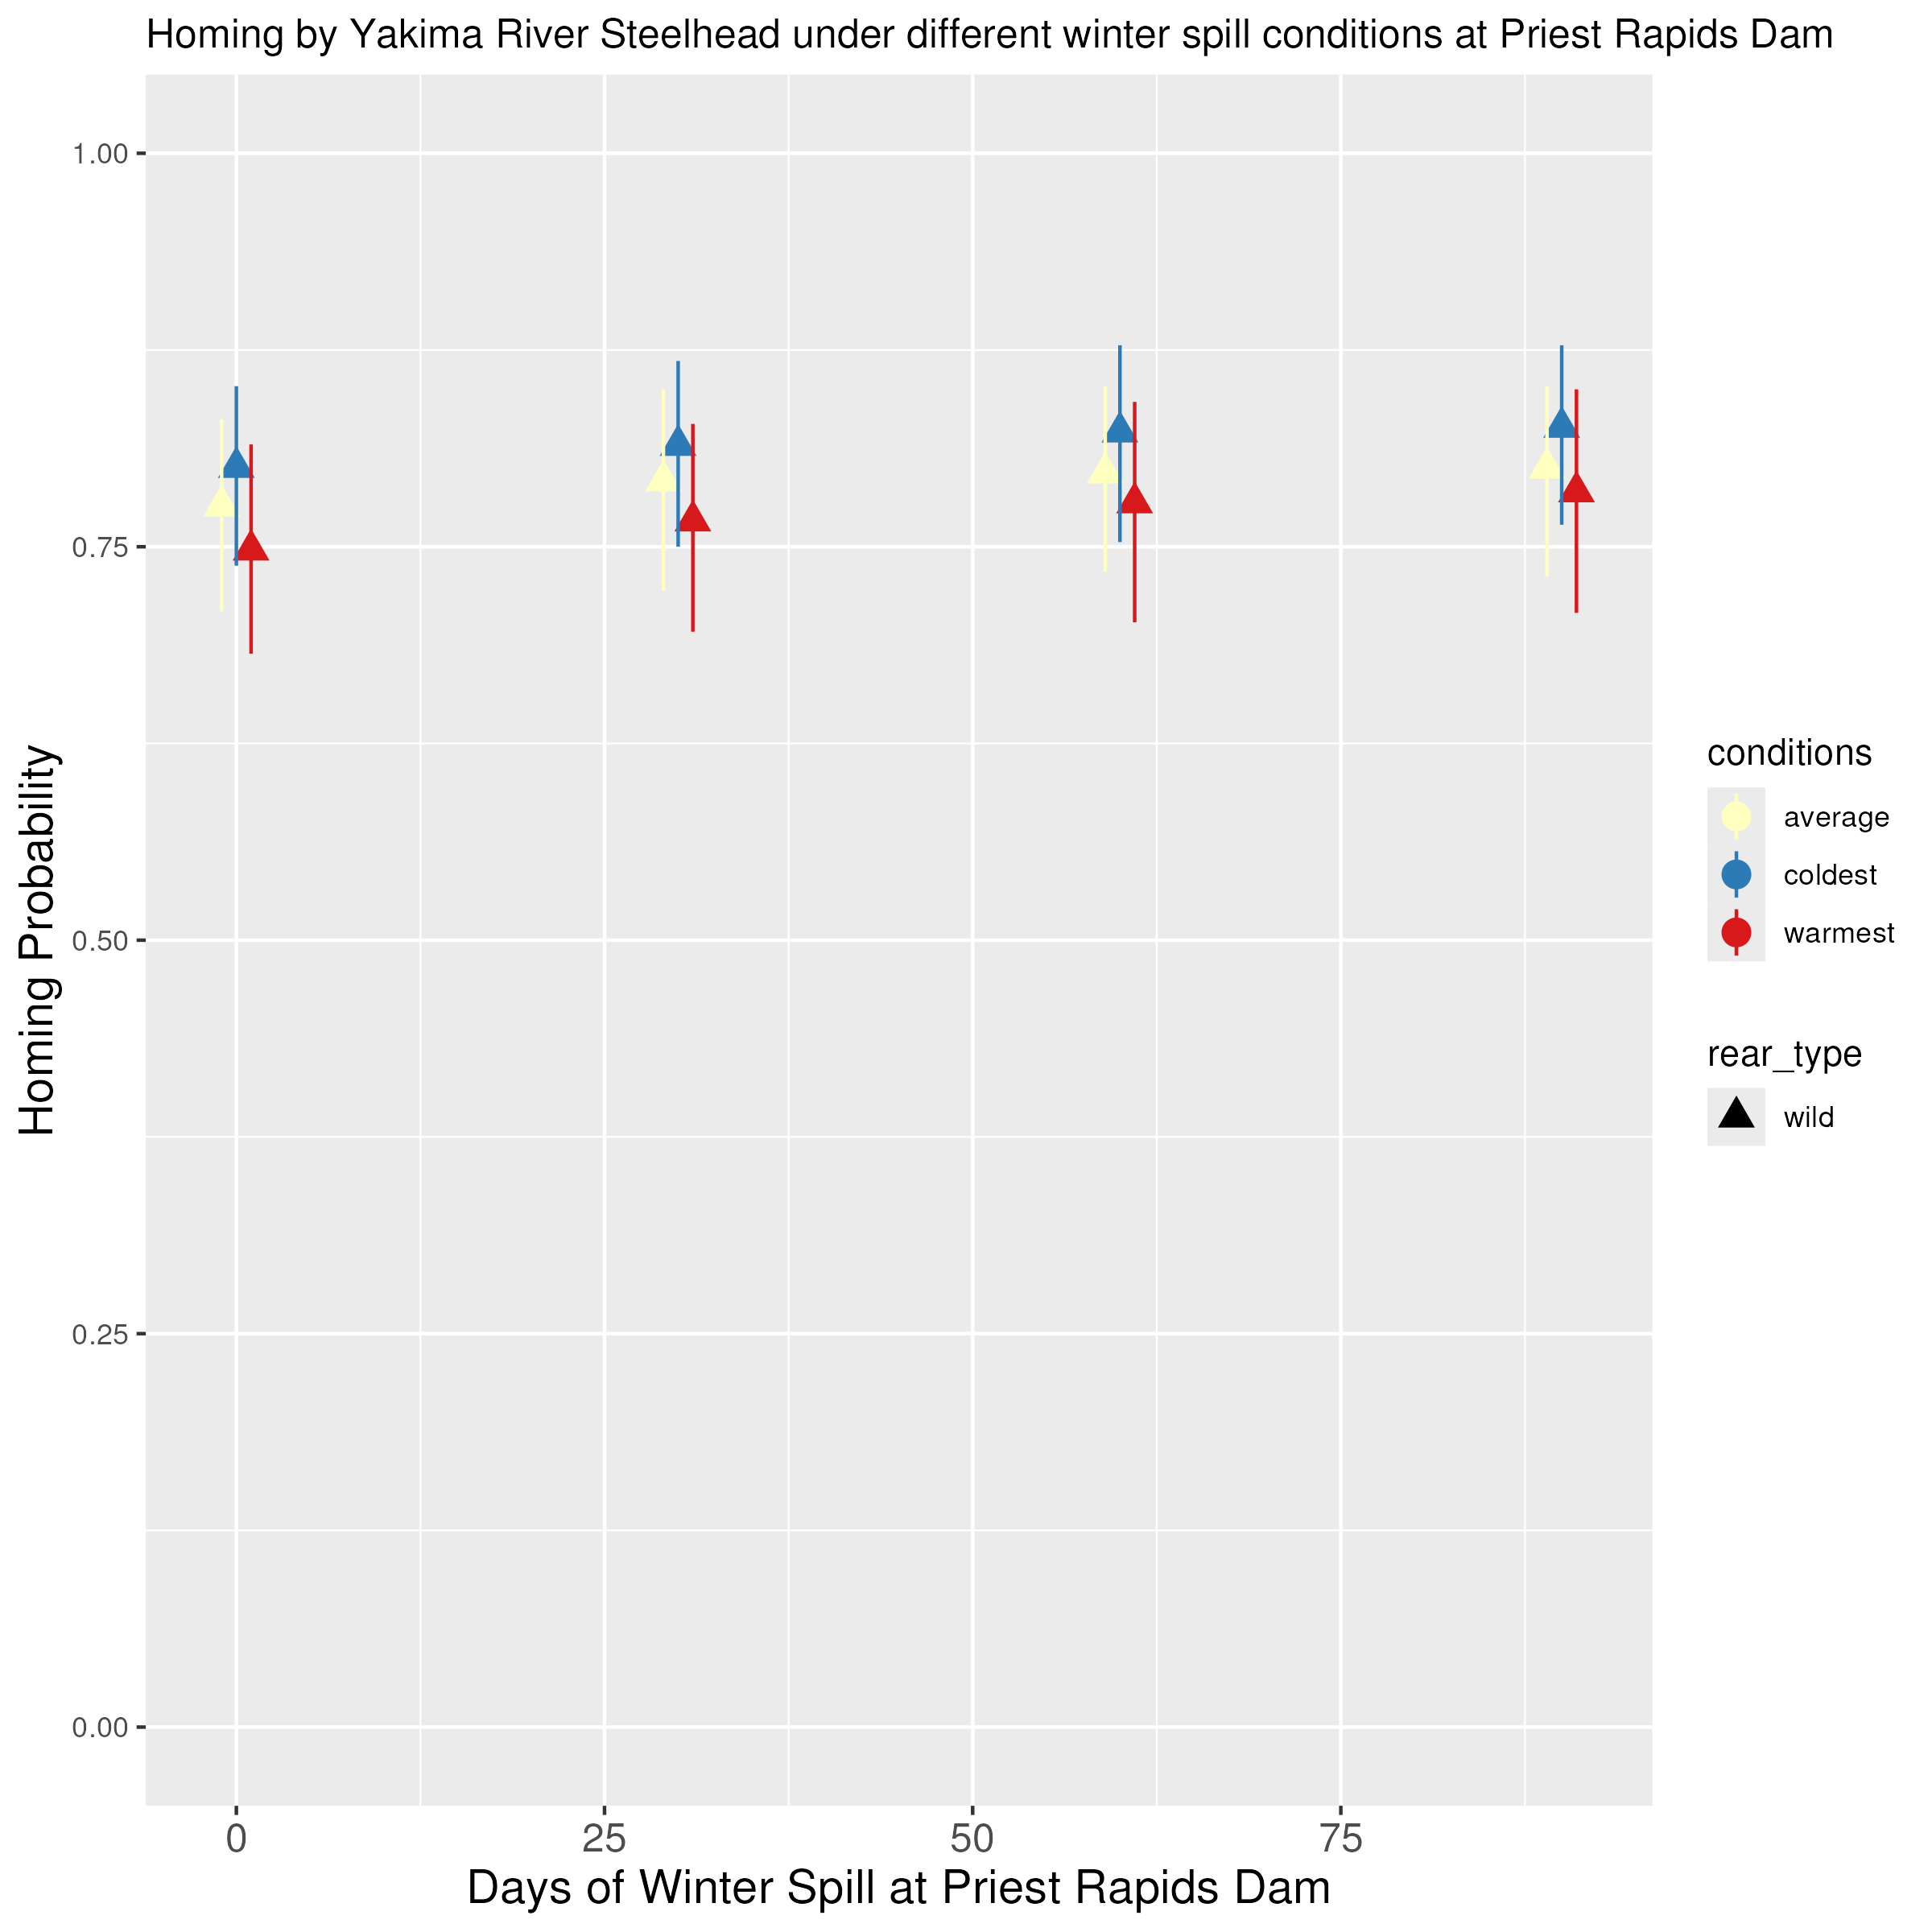 Homing by Yakima River Steelhead under different winter spill conditions at Priest Rapids Dam
1.00
0.75
0.50
0.25
0.00
Homing Probability
0
25
50
75
Days of Winter Spill at Priest Rapids Dam
conditions
average
coldest
warmest
rear_type
wild